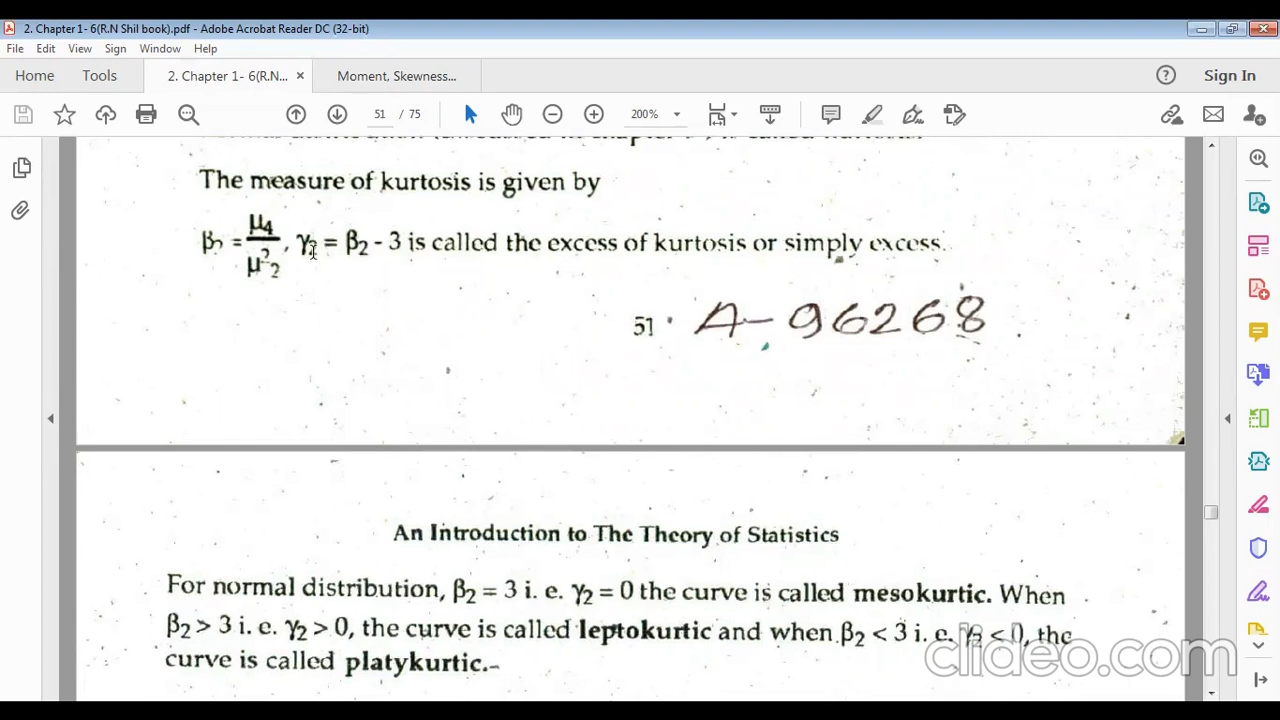 2. Chapter 1- 6(R.N Shil book).pdf - Adobe Acrobat Reader DC (32-bit)
File Edit View Sign Window Help
Home Tools 2. Chapter 1- 6(R.N... × Moment, Skewness... Sign In
51 / 75 200%
The measure of kurtosis is given by
β₂ = μ₄/μ²₂, γ₂ = β₂ - 3 is called the excess of kurtosis or simply excess.
51 A-96268
An Introduction to The Theory of Statistics
For normal distribution, β₂ = 3 i. e. γ₂ = 0 the curve is called mesokurtic. When
β₂ > 3 i. e. γ₂ > 0, the curve is called leptokurtic and when β₂ < 3 i. e. γ₂ < 0, the
curve is called platykurtic.-
clideo.com